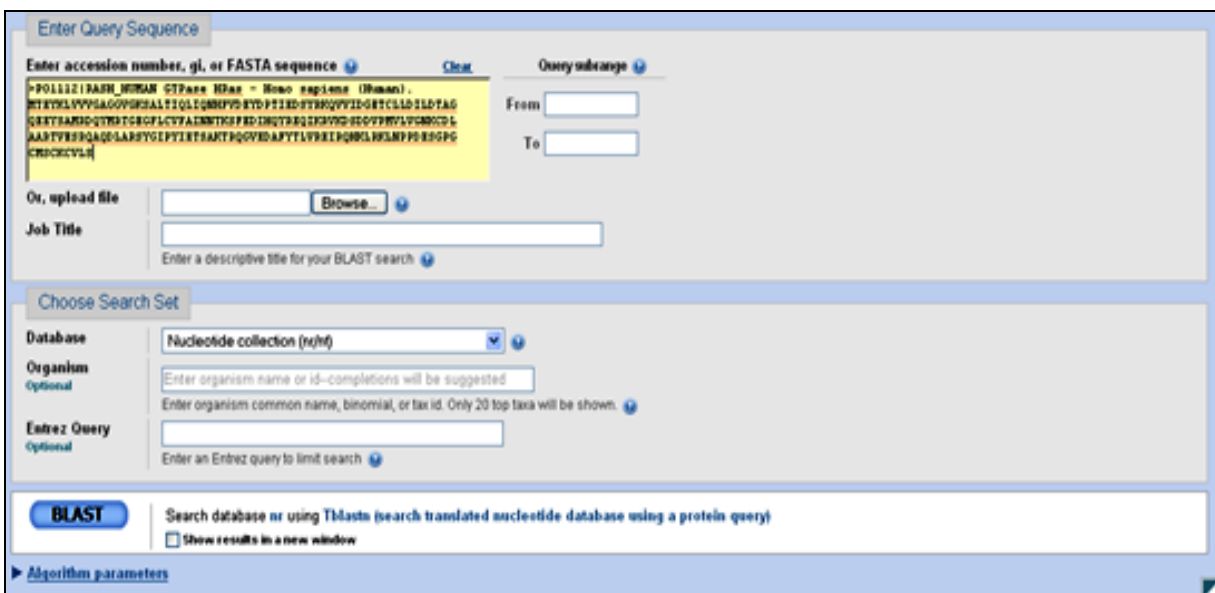 Enter Query Sequence
Enter accession number, gi, or FASTA sequence Clear Query subrange
>P01112|RASH_HUMAN GTPase HRas - Homo sapiens (Human).
MTEYKLVVVGAGGVGKSALTIQLIQNHFVDEYDPTIEDSYRKQVVIDGETCLLDILDTAG
QEEYSAMRDQYMRTGEGFLCVFAINNTKSFEDIHQYREQIKRVKDSDDVPMVLVGNKCDL
AARTVESRQAQDLARSYGIPYIETSAKTRQGVEDAFYTLVREIRQHKLRKLNPPDESGPG
CMSCKCVLS
From
To
Or, upload file Browse...
Job Title
Enter a descriptive title for your BLAST search
Choose Search Set
Database Nucleotide collection (nr/nt)
Organism
Optional
Enter organism name or id--completions will be suggested
Enter organism common name, binomial, or tax id. Only 20 top taxa will be shown.
Entrez Query
Optional
Enter an Entrez query to limit search
BLAST Search database nr using Tblastn (search translated nucleotide database using a protein query)
Show results in a new window
Algorithm parameters